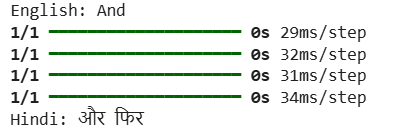 English: And
1/1 ━━━━━━━━━━━━━━━━━━━━ 0s 29ms/step
1/1 ━━━━━━━━━━━━━━━━━━━━ 0s 32ms/step
1/1 ━━━━━━━━━━━━━━━━━━━━ 0s 31ms/step
1/1 ━━━━━━━━━━━━━━━━━━━━ 0s 34ms/step
Hindi: और फिर